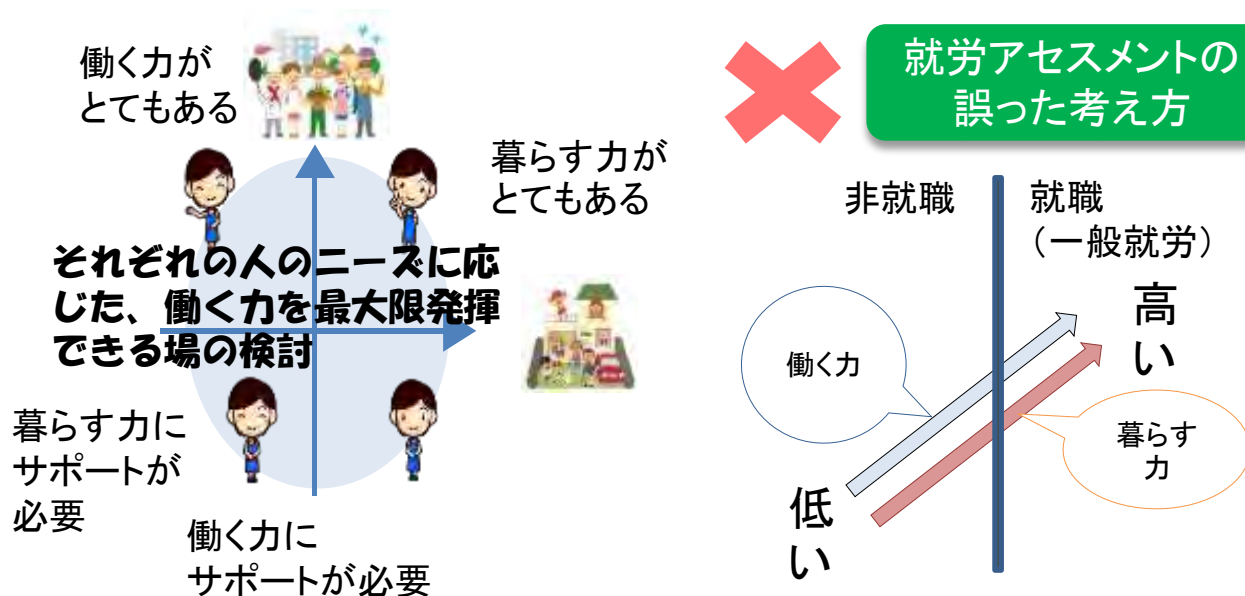 働く力が
とてもある
暮らす力が
とてもある
それぞれの人のニーズに応
じた、働く力を最大限発揮
できる場の検討
暮らす力に
サポートが
必要
働く力に
サポートが必要
就労アセスメントの
誤った考え方
非就職
就職
（一般就労）
高
い
働く力
暮らす
力
低
い